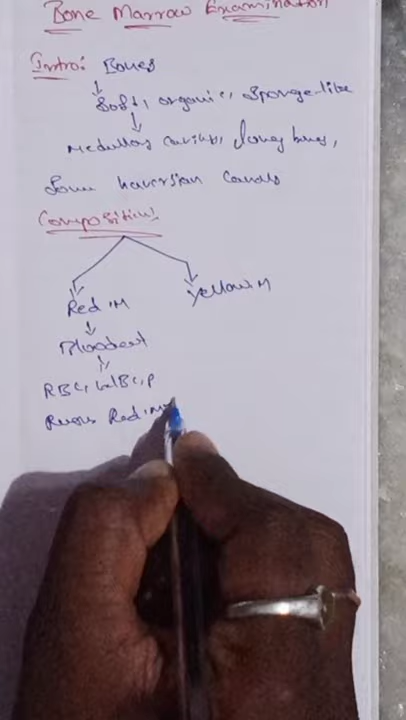 Bone Marrow Examination
Intro: Bones
Soft, organic, Sponge-like
Medullary cavities, long bones,
Some haversian canals
Composition:
Red M
Yellow M
Blood cell
RBC, WBC, P
Red M